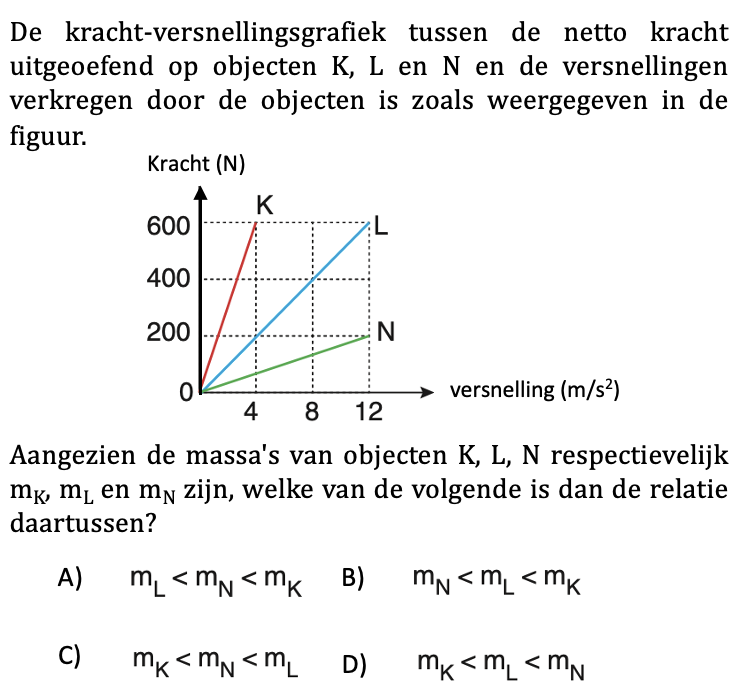 De kracht-versnellingsgrafiek tussen de netto kracht
uitgeoefend op objecten K, L en N en de versnellingen
verkregen door de objecten is zoals weergegeven in de
figuur.
Kracht (N)
K
600
L
400
200
N
0
versnelling (m/s²)
4 8 12
Aangezien de massa's van objecten K, L, N respectievelijk
m_K, m_L en m_N zijn, welke van de volgende is dan de relatie
daartussen?
A) m_L < m_N < m_K B) m_N < m_L < m_K
C) m_K < m_N < m_L D) m_K < m_L < m_N